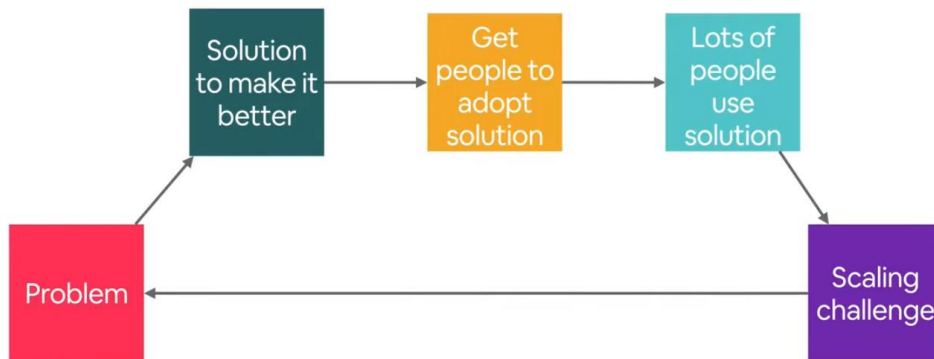 Problem
Solution
to make it
better
Get
people to
adopt
solution
Lots of
people
use
solution
Scaling
challenge